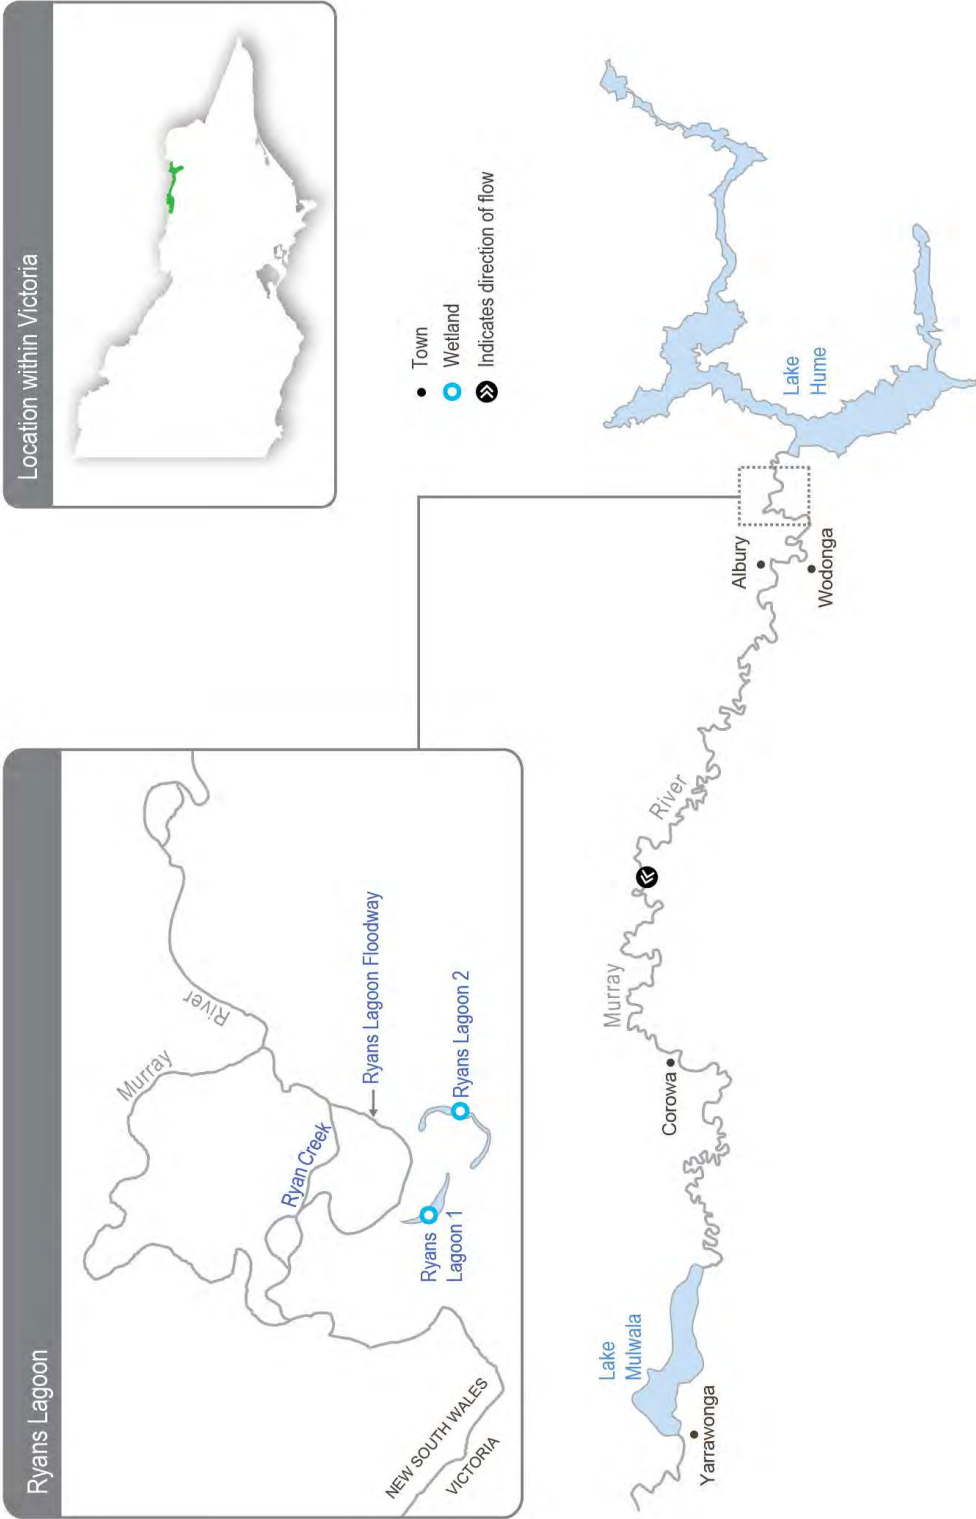 Ryans Lagoon
Murray
River
Ryan Creek
Ryans Lagoon Floodway
Ryans
Lagoon 1
Ryans Lagoon 2
NEW SOUTH WALES
VICTORIA
Location within Victoria
Town
Wetland
Indicates direction of flow
Lake
Mulwala
Yarrawonga
Corowa
Murray
River
Albury
Wodonga
Lake
Hume